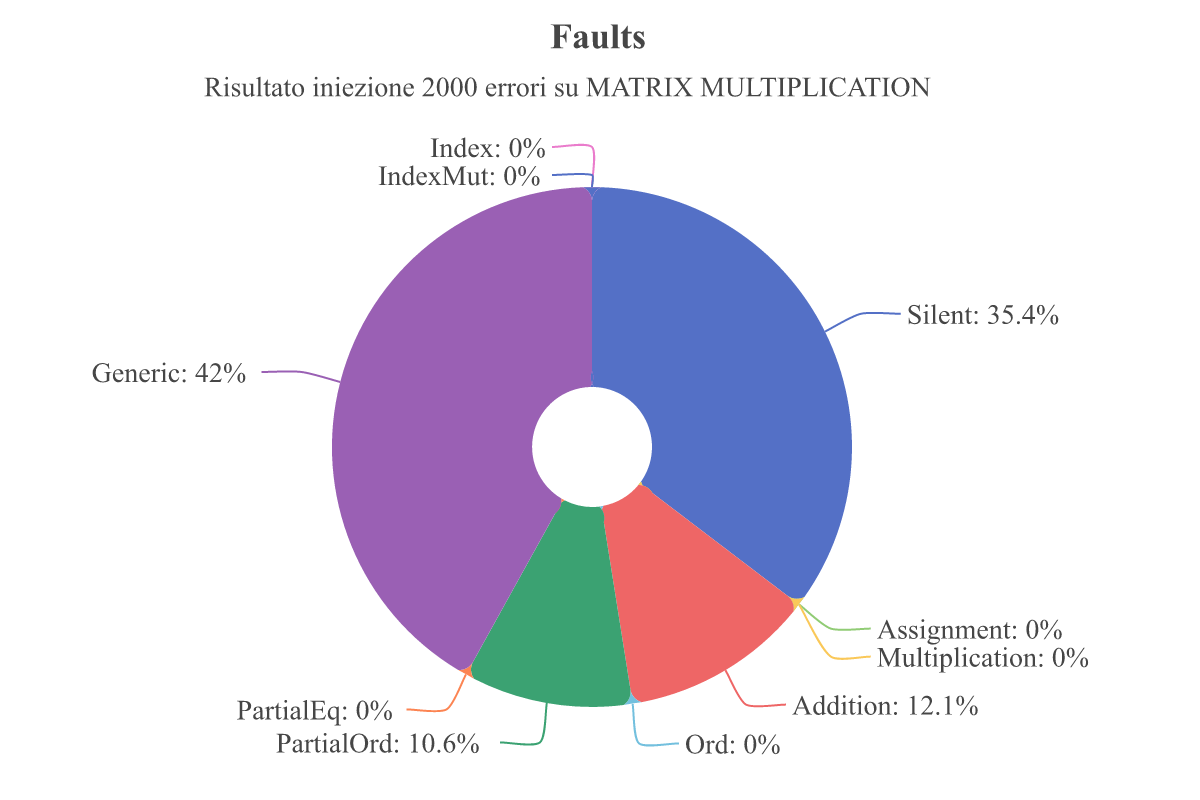 Faults
Risultato iniezione 2000 errori su MATRIX MULTIPLICATION
Index: 0%
IndexMut: 0%
Silent: 35.4%
Generic: 42%
Assignment: 0%
Multiplication: 0%
Addition: 12.1%
PartialEq: 0%
PartialOrd: 10.6%
Ord: 0%